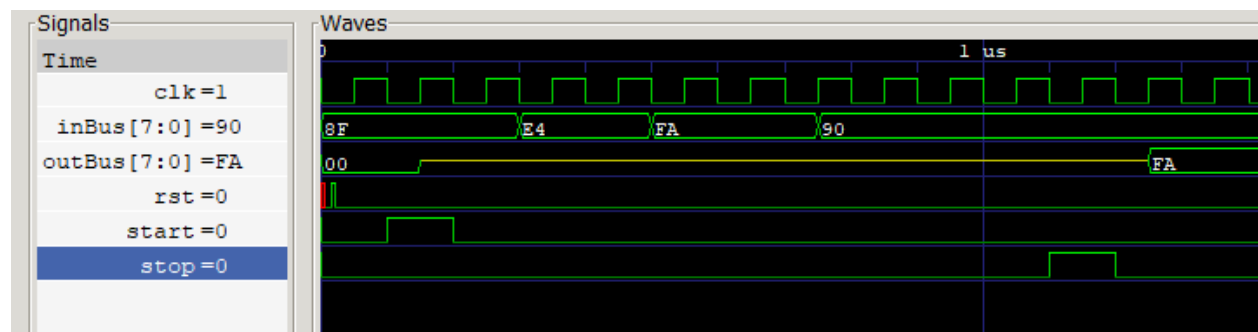 Signals
Waves
Time
0
1 us
clk=1
inBus[7:0]=90
8F E4 FA 90
outBus[7:0]=FA
00 FA
rst=0
start=0
stop=0